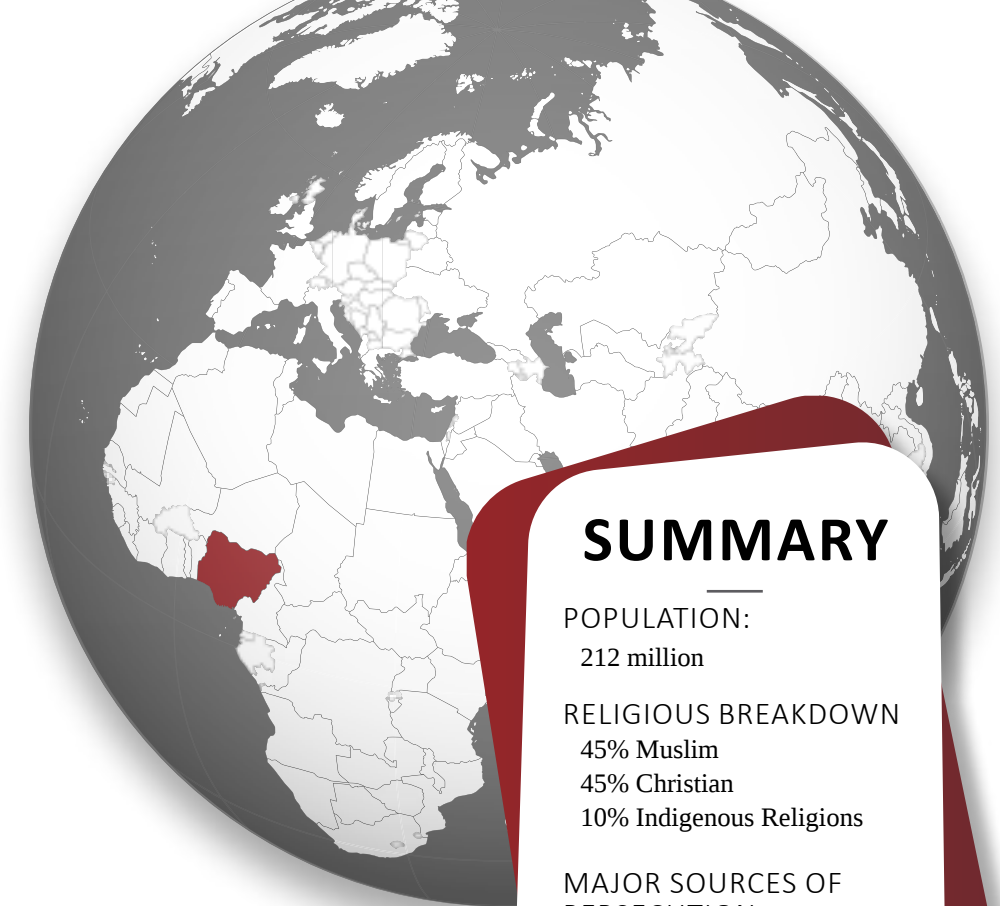 SUMMARY
POPULATION:
212 million
RELIGIOUS BREAKDOWN
45% Muslim
45% Christian
10% Indigenous Religions
MAJOR SOURCES OF